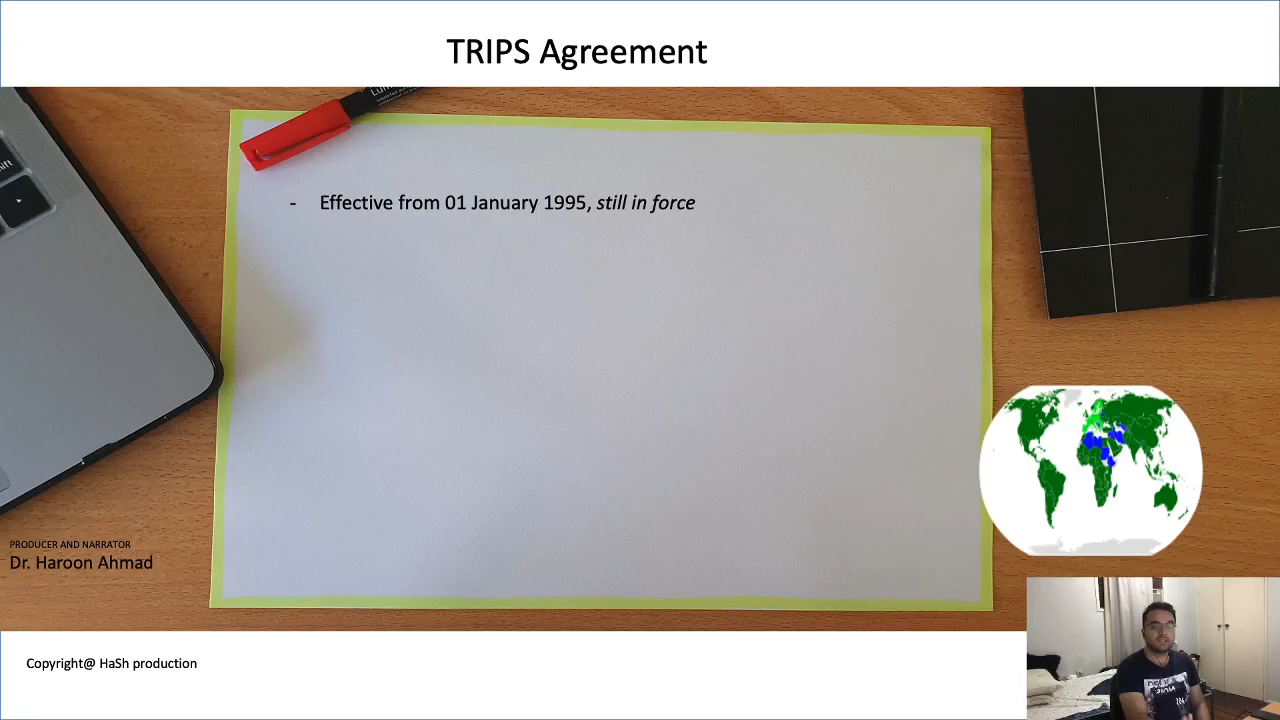 TRIPS Agreement
- Effective from 01 January 1995, still in force
PRODUCER AND NARRATOR
Dr. Haroon Ahmad
Copyright@ HaSh production